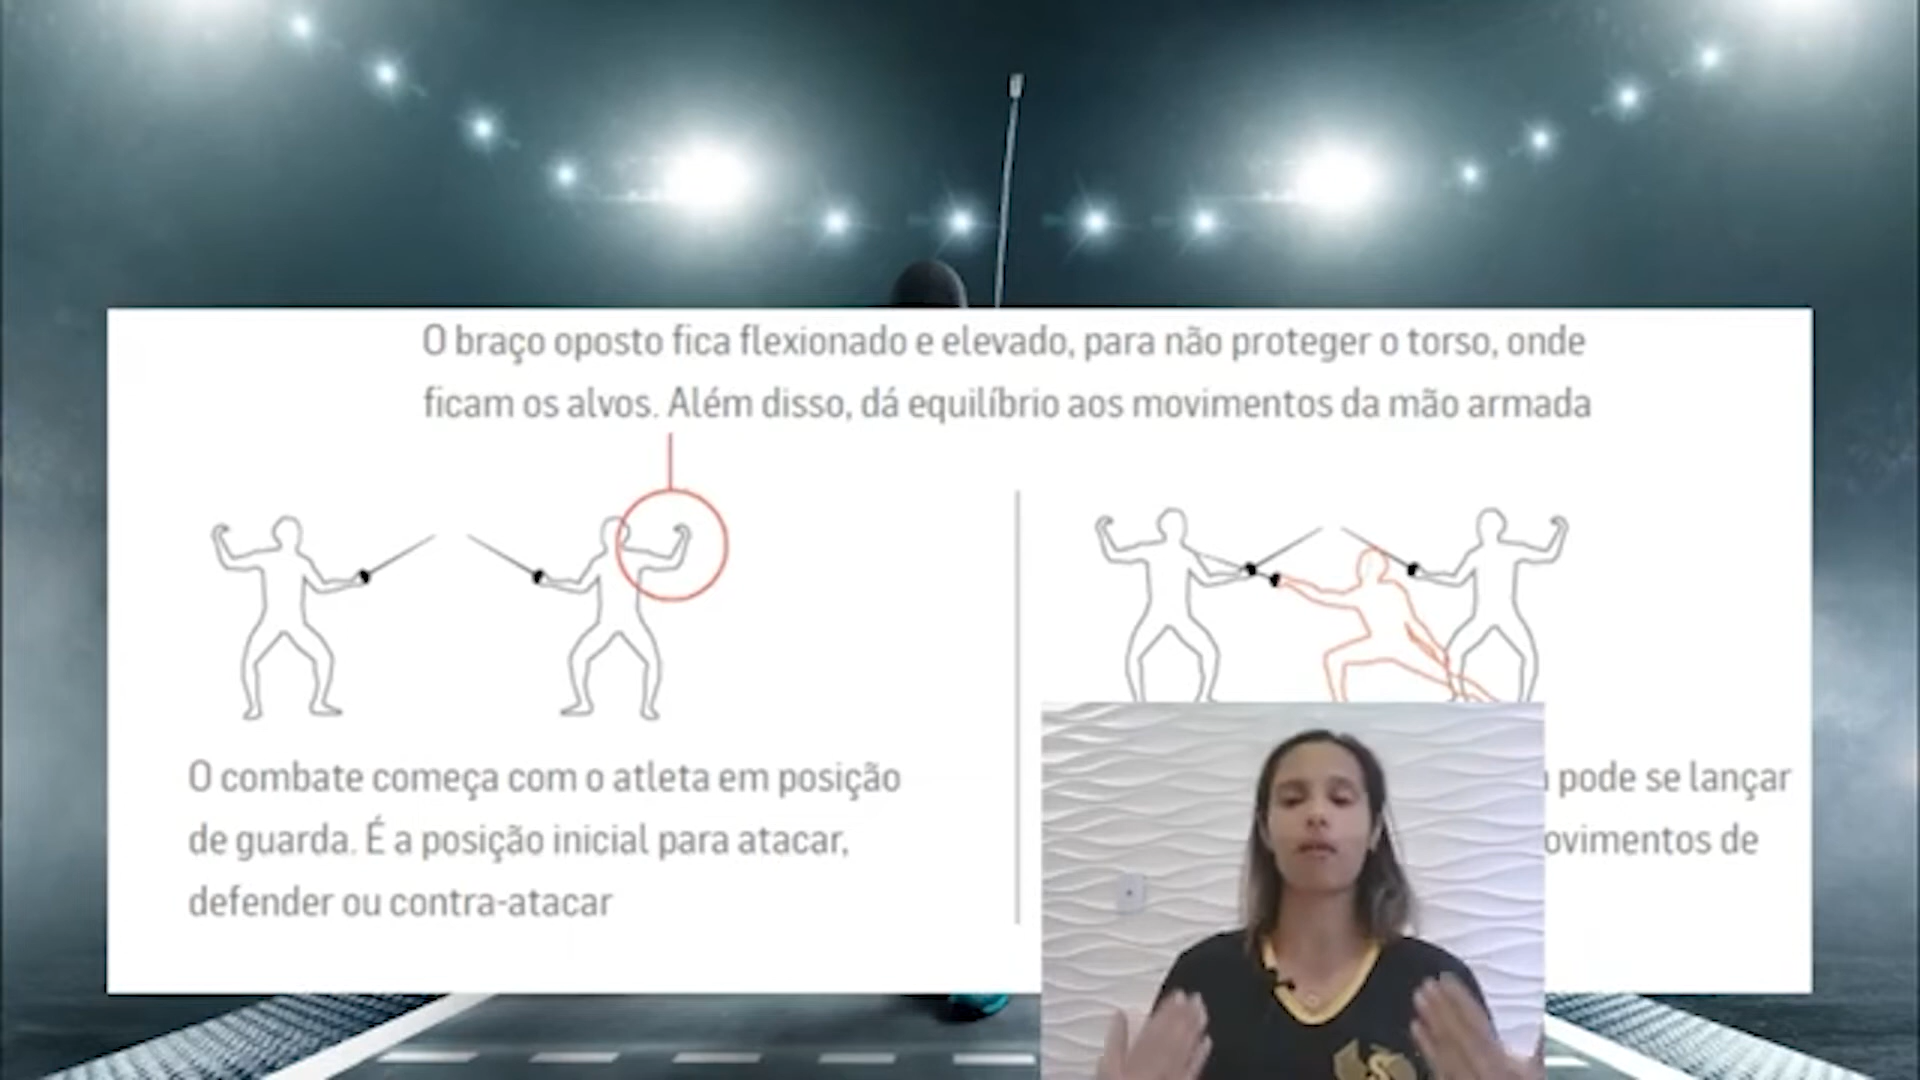 O braço oposto fica flexionado e elevado, para não proteger o torso, onde
ficam os alvos. Além disso, dá equilíbrio aos movimentos da mão armada
O combate começa com o atleta em posição
de guarda. É a posição inicial para atacar,
defender ou contra-atacar
pode se lançar
de